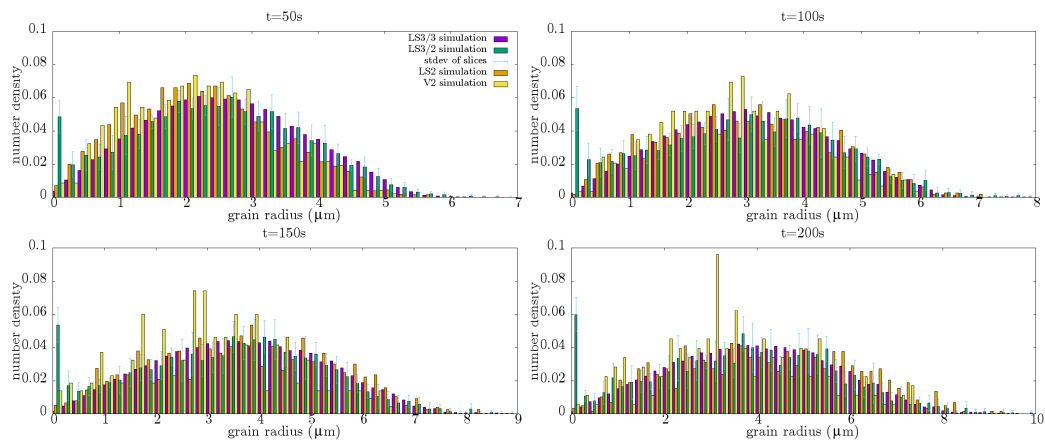 t=50s
0.1
0.08
0.06
0.04
0.02
0
number density
LS3/3 simulation
LS3/2 simulation
stdev of slices
LS2 simulation
V2 simulation
0 1 2 3 4 5 6 7
grain radius (μm)
t=100s
0.1
0.08
0.06
0.04
0.02
0
number density
0 1 2 3 4 5 6 7 8
grain radius (μm)
t=150s
0.1
0.08
0.06
0.04
0.02
0
number density
0 1 2 3 4 5 6 7 8 9
grain radius (μm)
t=200s
0.1
0.08
0.06
0.04
0.02
0
number density
0 2 4 6 8 10
grain radius (μm)